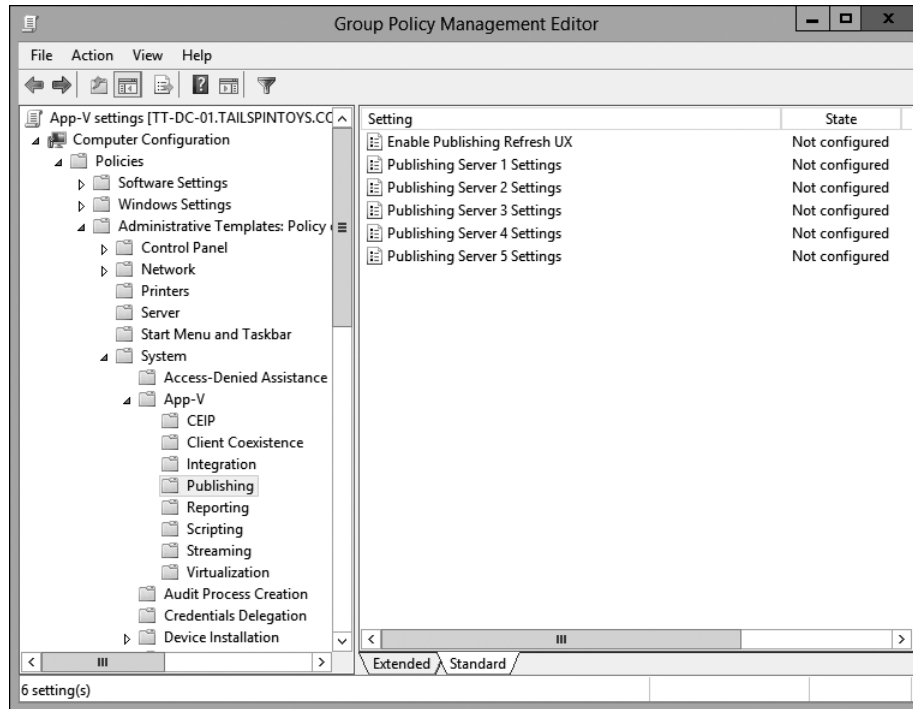 Group Policy Management Editor
File Action View Help
App-V settings [TT-DC-01.TAILSPINTOYS.CC
Computer Configuration
Policies
Software Settings
Windows Settings
Administrative Templates: Policy
Control Panel
Network
Printers
Server
Start Menu and Taskbar
System
Access-Denied Assistance
App-V
CEIP
Client Coexistence
Integration
Publishing
Reporting
Scripting
Streaming
Virtualization
Audit Process Creation
Credentials Delegation
Device Installation
Setting State
Enable Publishing Refresh UX Not configured
Publishing Server 1 Settings Not configured
Publishing Server 2 Settings Not configured
Publishing Server 3 Settings Not configured
Publishing Server 4 Settings Not configured
Publishing Server 5 Settings Not configured
Extended Standard
6 setting(s)